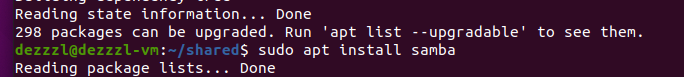 Reading state information... Done
298 packages can be upgraded. Run 'apt list --upgradable' to see them.
dezzzl@dezzzl-vm:~/shared$ sudo apt install samba
Reading package lists... Done